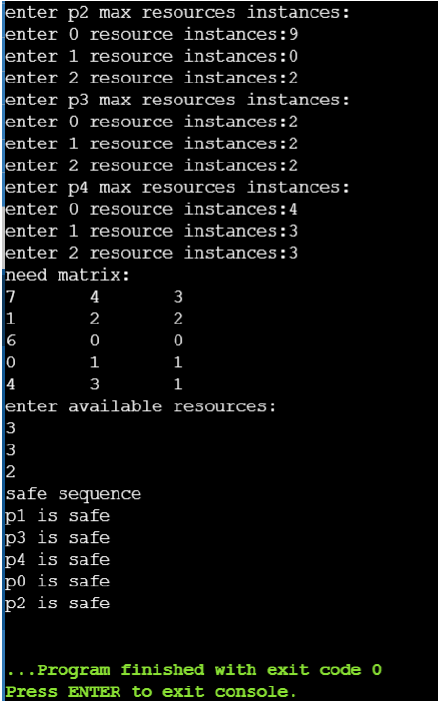 enter p2 max resources instances:
enter 0 resource instances:9
enter 1 resource instances:0
enter 2 resource instances:2
enter p3 max resources instances:
enter 0 resource instances:2
enter 1 resource instances:2
enter 2 resource instances:2
enter p4 max resources instances:
enter 0 resource instances:4
enter 1 resource instances:3
enter 2 resource instances:3
need matrix:
7 4 3
1 2 2
6 0 0
0 1 1
4 3 1
enter available resources:
3
3
2
safe sequence
p1 is safe
p3 is safe
p4 is safe
p0 is safe
p2 is safe
...Program finished with exit code 0
Press ENTER to exit console.